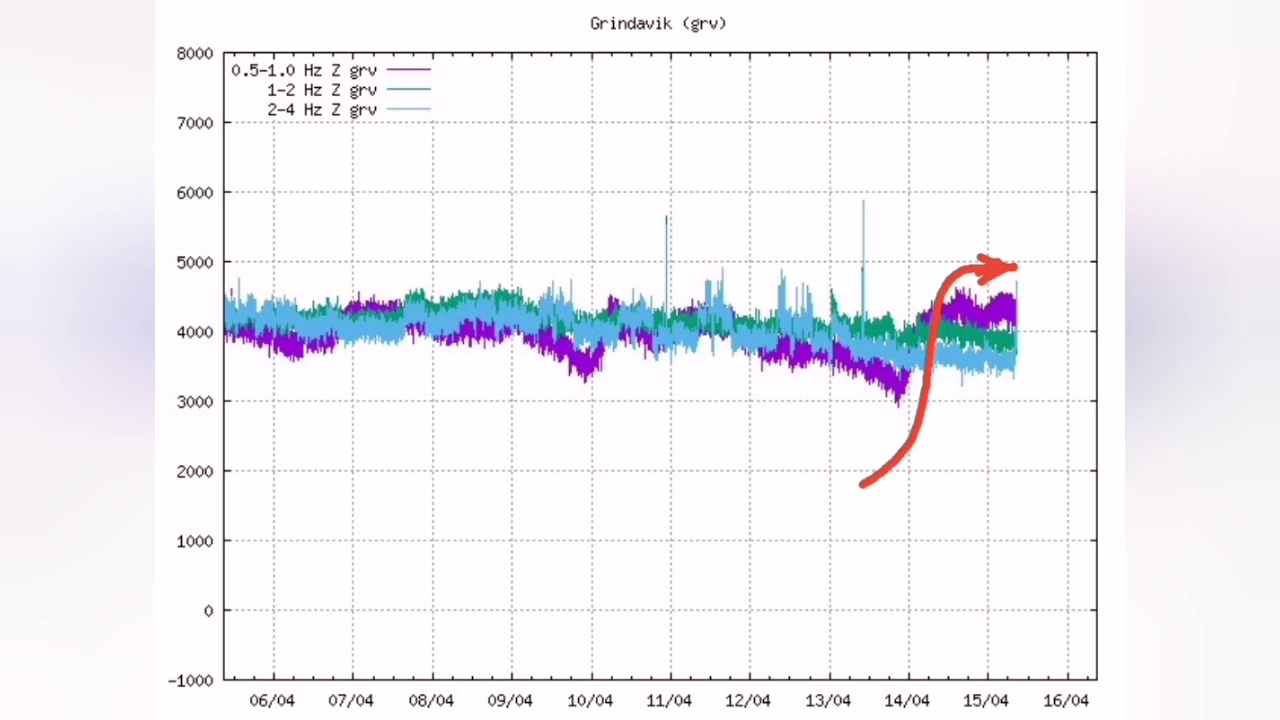 Grindavik (grv)
8000
0.5-1.0 Hz Z grv
1-2 Hz Z grv
2-4 Hz Z grv
7000
6000
5000
4000
3000
2000
1000
0
-1000
06/04 07/04 08/04 09/04 10/04 11/04 12/04 13/04 14/04 15/04 16/04